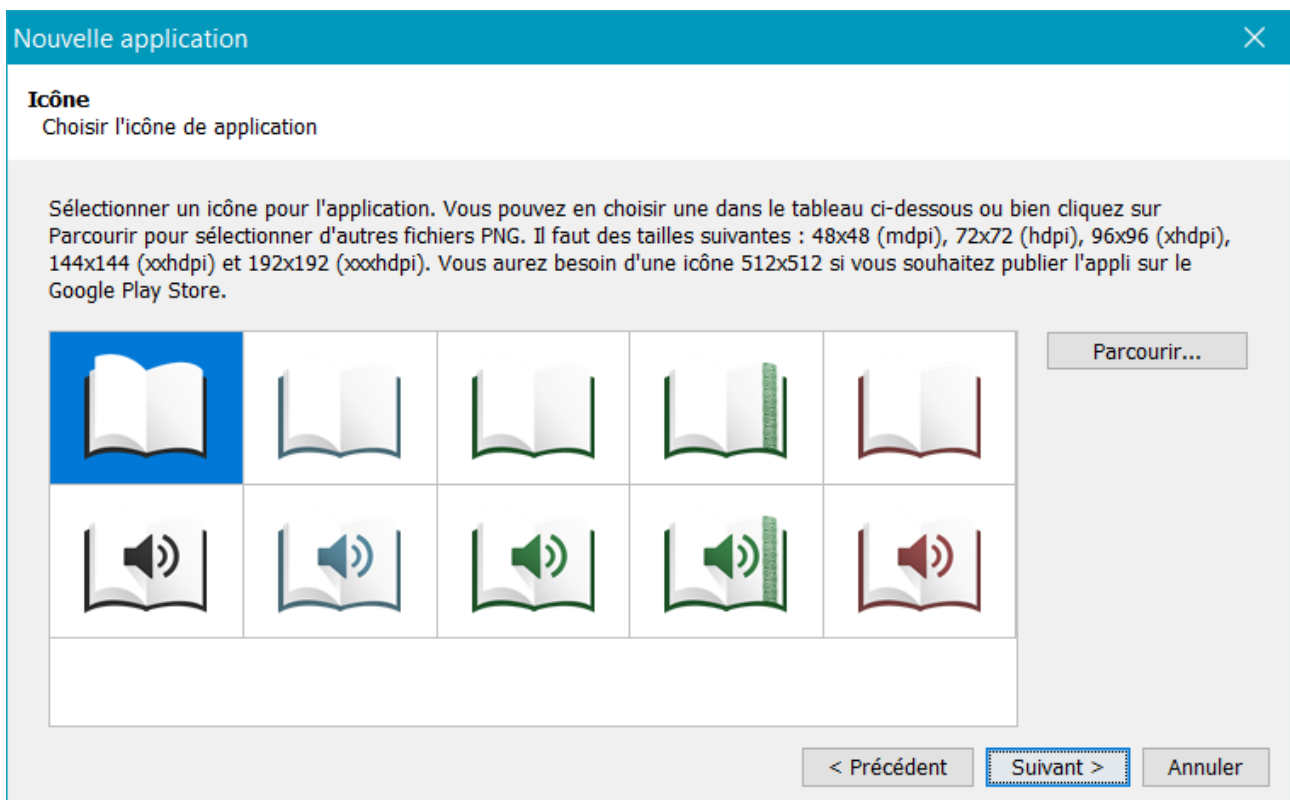 Nouvelle application
Icône
Choisir l'icône de application
Sélectionner un icône pour l'application. Vous pouvez en choisir une dans le tableau ci-dessous ou bien cliquez sur
Parcourir pour sélectionner d'autres fichiers PNG. Il faut des tailles suivantes : 48x48 (mdpi), 72x72 (hdpi), 96x96 (xhdpi),
144x144 (xxhdpi) et 192x192 (xxxhdpi). Vous aurez besoin d'une icône 512x512 si vous souhaitez publier l'appli sur le
Google Play Store.
Parcourir...
< Précédent
Suivant >
Annuler